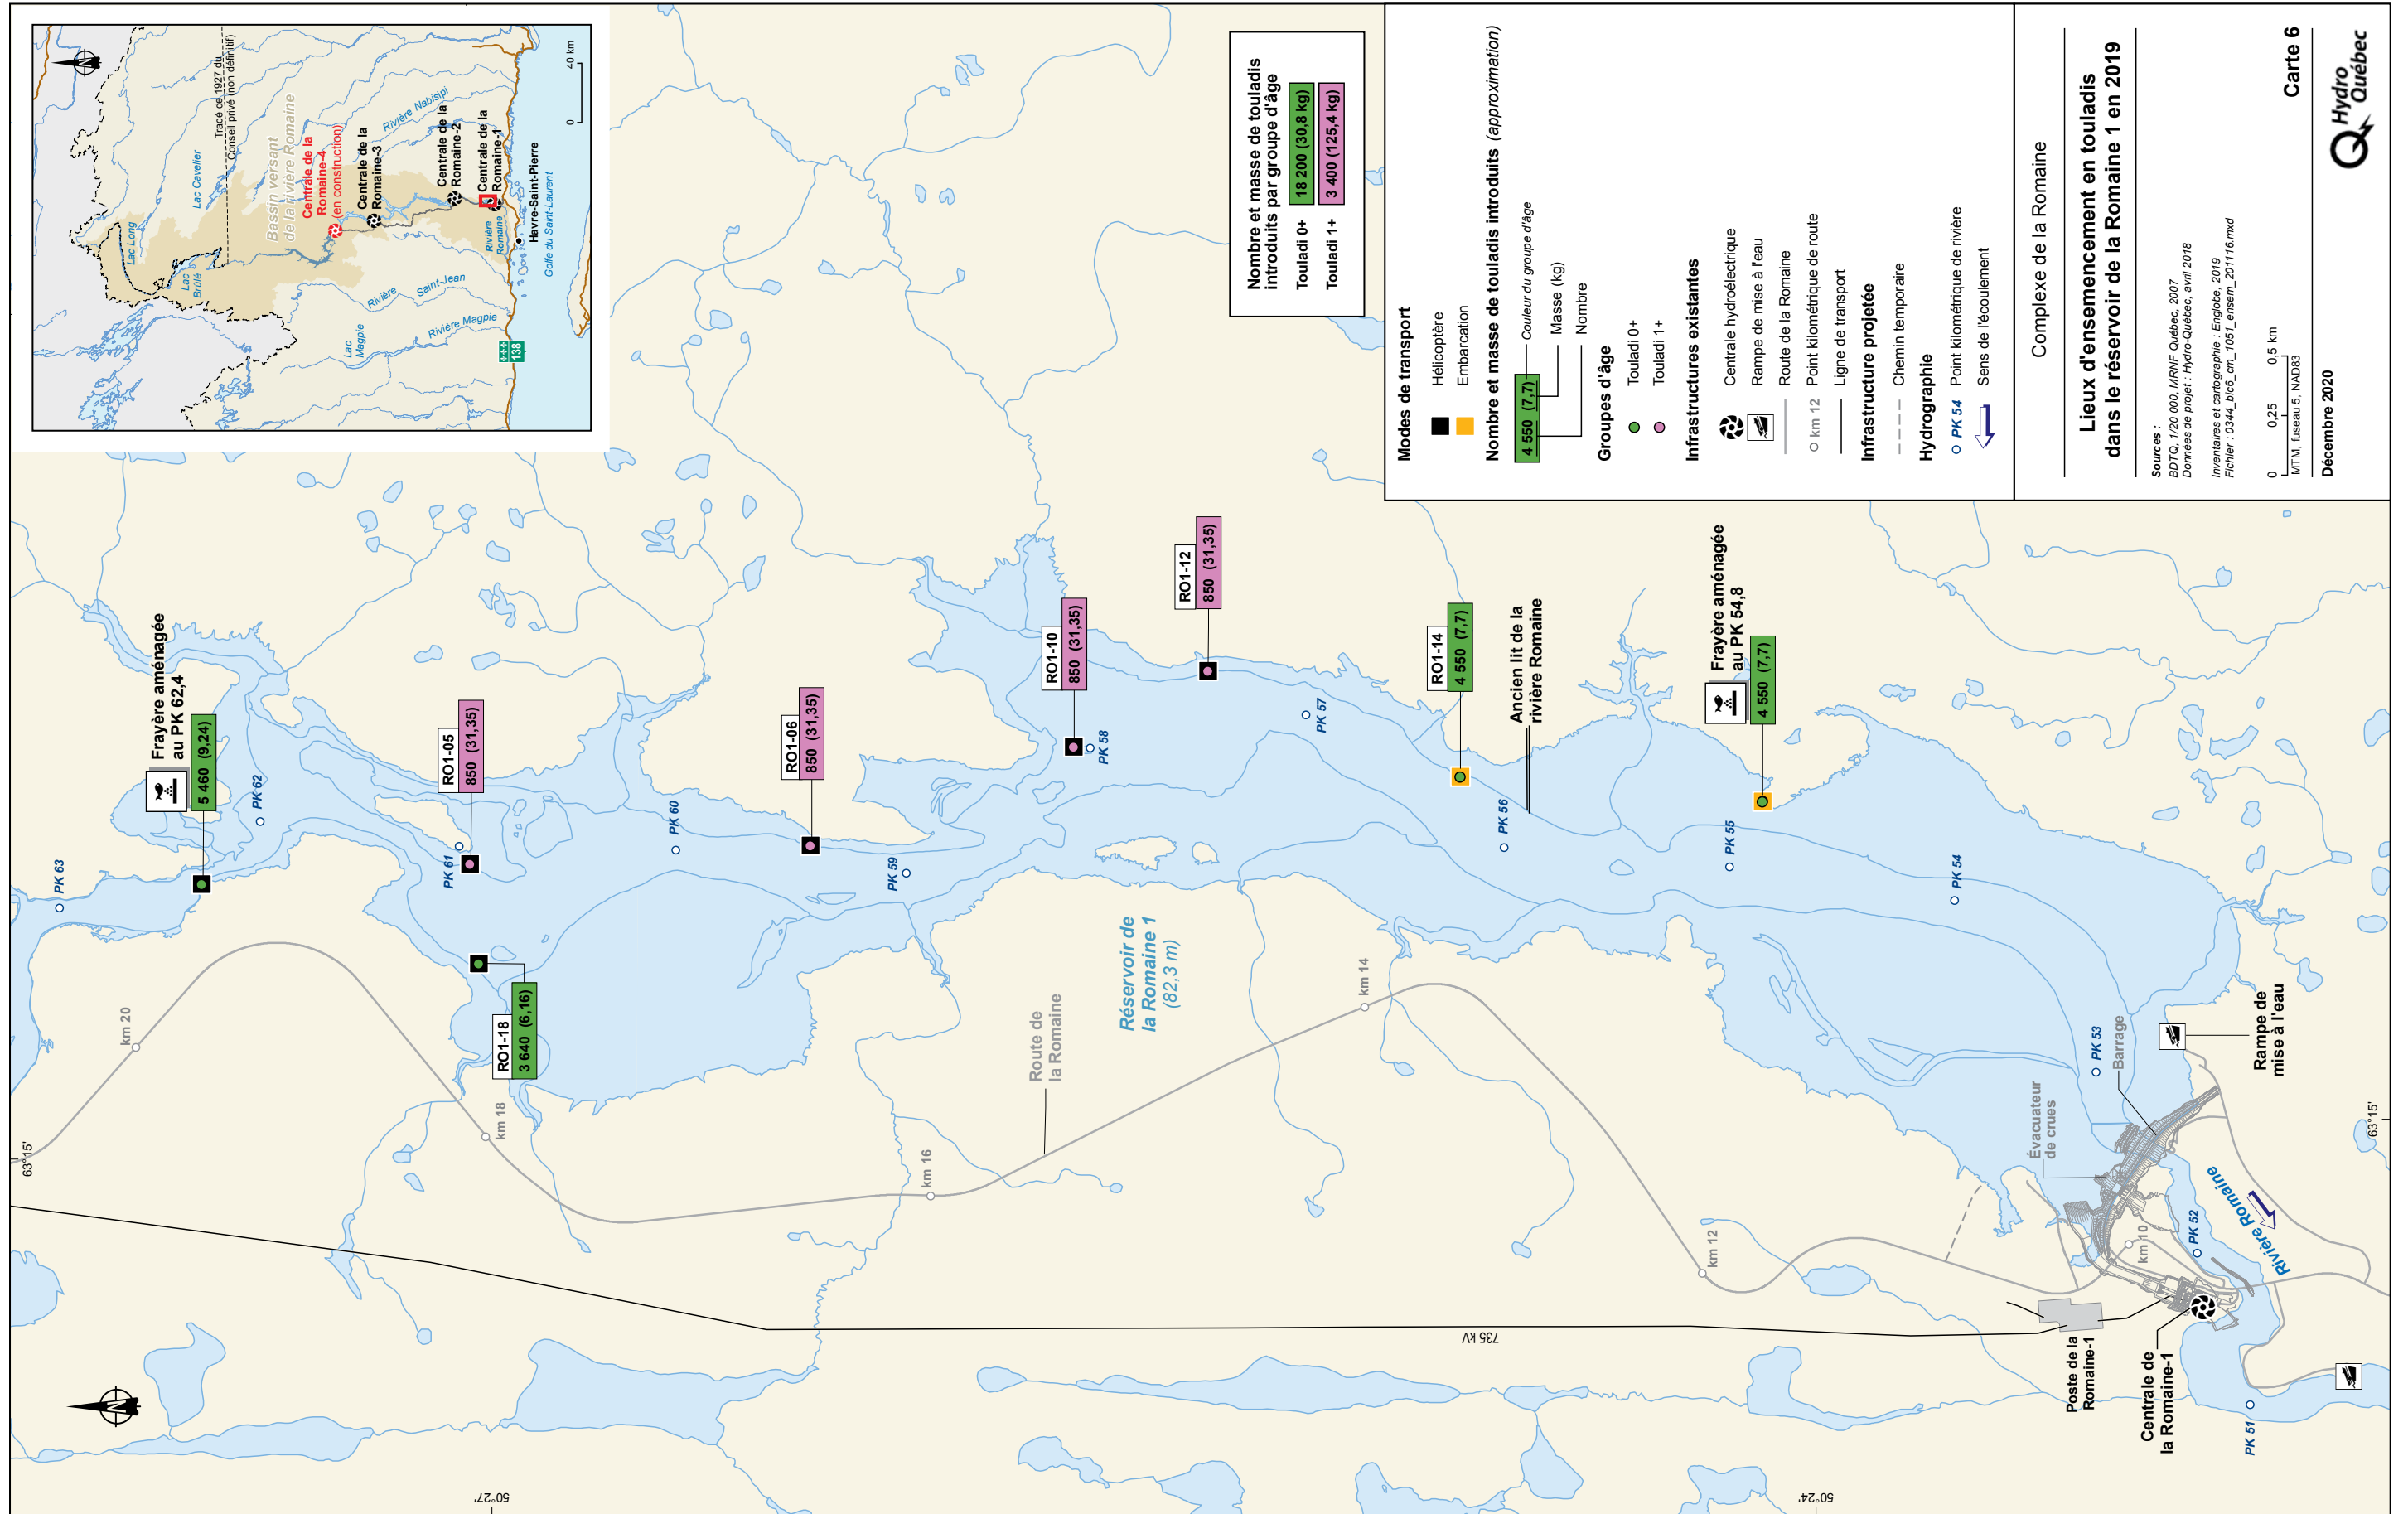 Tracé de 1927 du
Conseil privé (non définitif)
Lac Long
Lac Cavelier
Lac
Brûlé
Bassin versant
de la rivière Romaine
Centrale de la
Romaine-4
(en construction)
Centrale de la
Romaine-3
Centrale de la
Romaine-2
Centrale de la
Romaine-1
Rivière Nabisipi
Rivière
Romaine
Havre-Saint-Pierre
Golfe du Saint-Laurent
Rivière
Saint-Jean
Lac
Magpie
Rivière Magpie
138
N
0
40 km
Nombre et masse de touladis
introduits par groupe d'âge
Touladi 0+
18 200 (30,8 kg)
Touladi 1+
3 400 (125,4 kg)
Modes de transport
Hélicoptère
Embarcation
Nombre et masse de touladis introduits (approximation)
4 550 (7,7)
Couleur du groupe d'âge
Masse (kg)
Nombre
Groupes d'âge
Touladi 0+
Touladi 1+
Infrastructures existantes
Centrale hydroélectrique
Rampe de mise à l'eau
Route de la Romaine
km 12
Point kilométrique de route
Ligne de transport
Infrastructure projetée
Chemin temporaire
Hydrographie
PK 54
Point kilométrique de rivière
Sens de l'écoulement
Complexe de la Romaine
Lieux d'ensemencement en touladis
dans le réservoir de la Romaine 1 en 2019
Sources :
BDTQ, 1/20 000, MRNF Québec, 2007
Données de projet : Hydro-Québec, avril 2018
Inventaires et cartographie : Englobe, 2019
Fichier : 0344_bic6_cm_1051_ensem_201116.mxd
0
0,25
0,5 km
MTM, fuseau 5, NAD83
Décembre 2020
Carte 6
Hydro
Québec
Frayère aménagée
au PK 62,4
5 460 (9,24)
RO1-05
850 (31,35)
RO1-06
850 (31,35)
RO1-10
850 (31,35)
RO1-12
850 (31,35)
RO1-14
4 550 (7,7)
Ancien lit de la
rivière Romaine
Frayère aménagée
au PK 54,8
4 550 (7,7)
RO1-18
3 640 (6,16)
PK 63
PK 62
PK 61
PK 60
PK 59
PK 58
PK 57
PK 56
PK 55
PK 54
PK 53
PK 52
PK 51
Réservoir de
la Romaine 1
(82,3 m)
Route de
la Romaine
km 20
km 18
km 16
km 14
km 12
km 10
Évacuateur
de crues
Barrage
Rampe de
mise à l'eau
Rivière Romaine
Poste de la
Romaine-1
Centrale de
la Romaine-1
735 kV
N
63°15'
63°15'
50°27'
50°24'